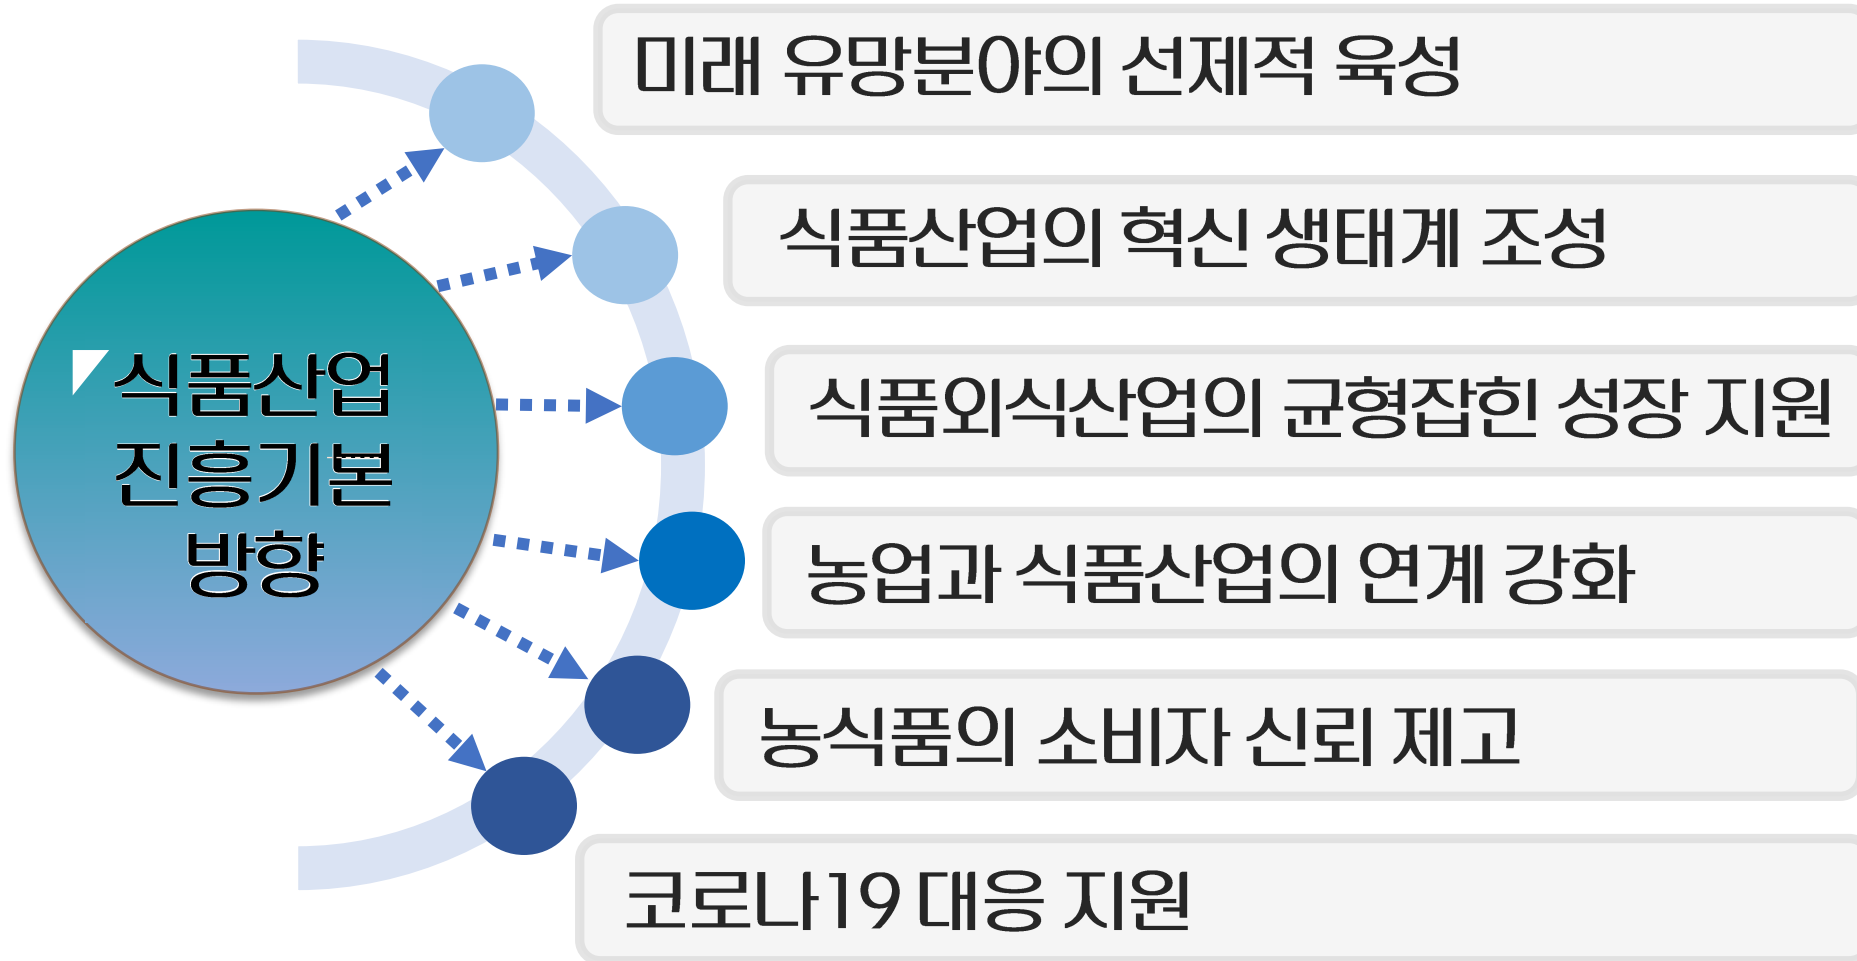 미래 유망분야의 선제적 육성
식품산업의 혁신 생태계 조성
식품외식산업의 균형잡힌 성장 지원
식품산업
진흥기본
방향
농업과 식품산업의 연계 강화
농식품의 소비자 신뢰 제고
코로나19 대응 지원